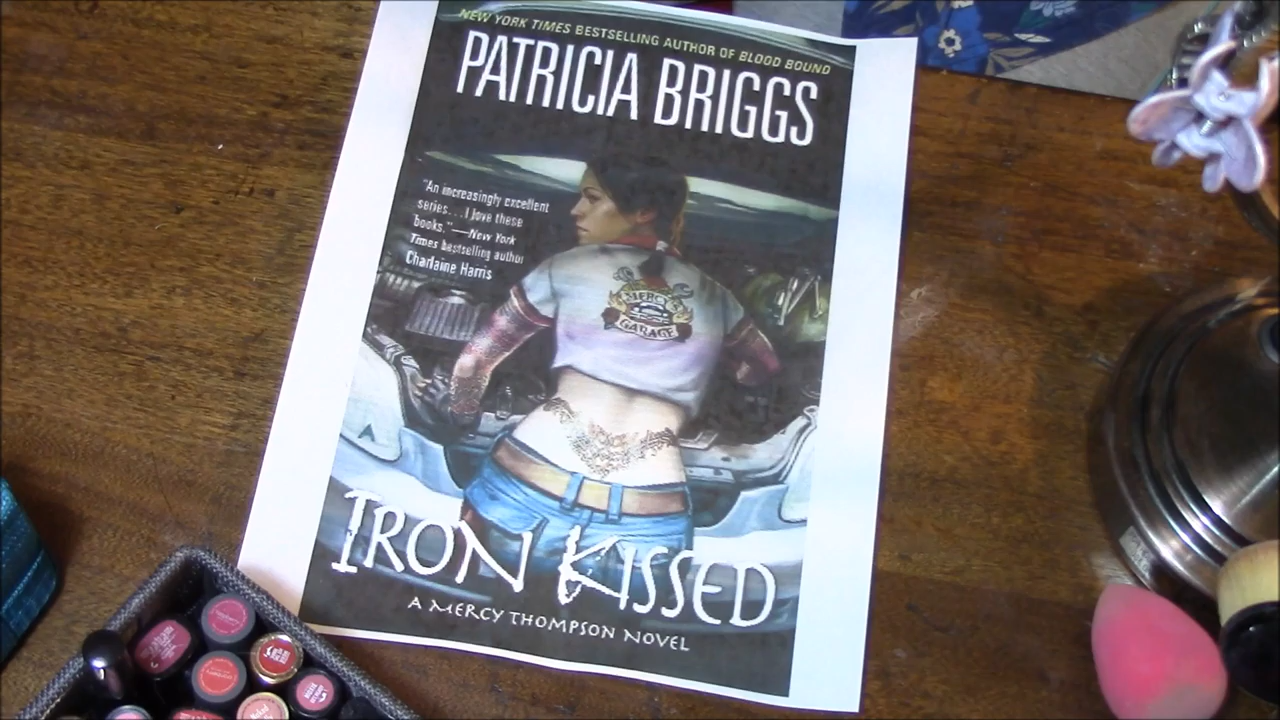 NEW YORK TIMES BESTSELLING AUTHOR OF BLOOD BOUND
PATRICIA BRIGGS
"An increasingly excellent
series...I love these
books."—New York
Times bestselling author
Charlaine Harris
MERCY'S
GARAGE
IRON KISSED
A MERCY THOMPSON NOVEL